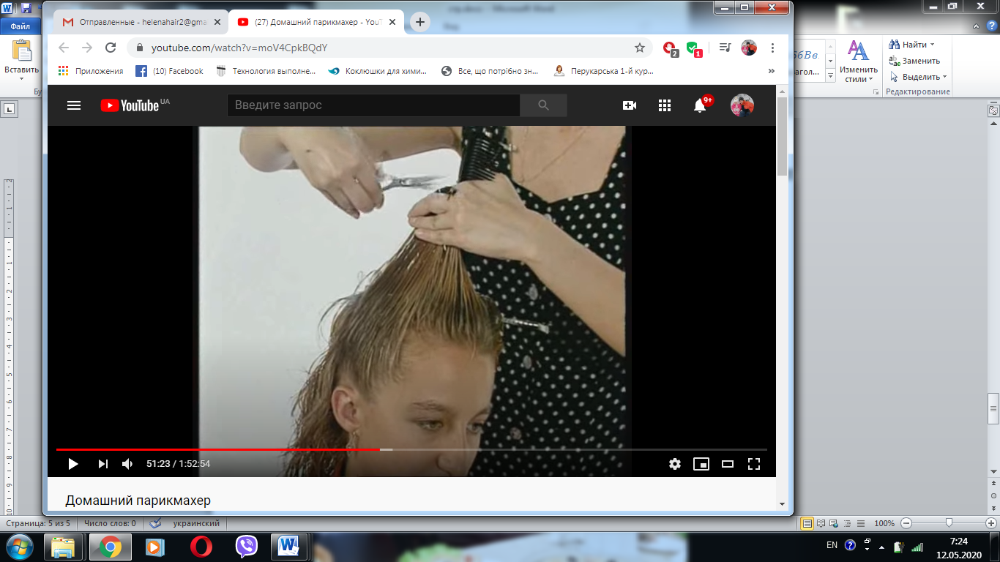 Файл
Отправленные - helenahair2@gma
(27) Домашний парикмахер - YouT
youtube.com/watch?v=moV4CpkBQdY
2
1
Приложения
(10) Facebook
Технология выполне...
Коклюшки для хими...
Все, що потрібно зн...
Перукарська 1-й кур...
»
Вставить
Изменить
стили
Найти
Заменить
Выделить
Редактирование
YouTube UA
Введите запрос
9+
51:23 / 1:52:54
Домашний парикмахер
Страница: 5 из 5
Число слов: 0
украинский
100%
EN
7:24
12.05.2020